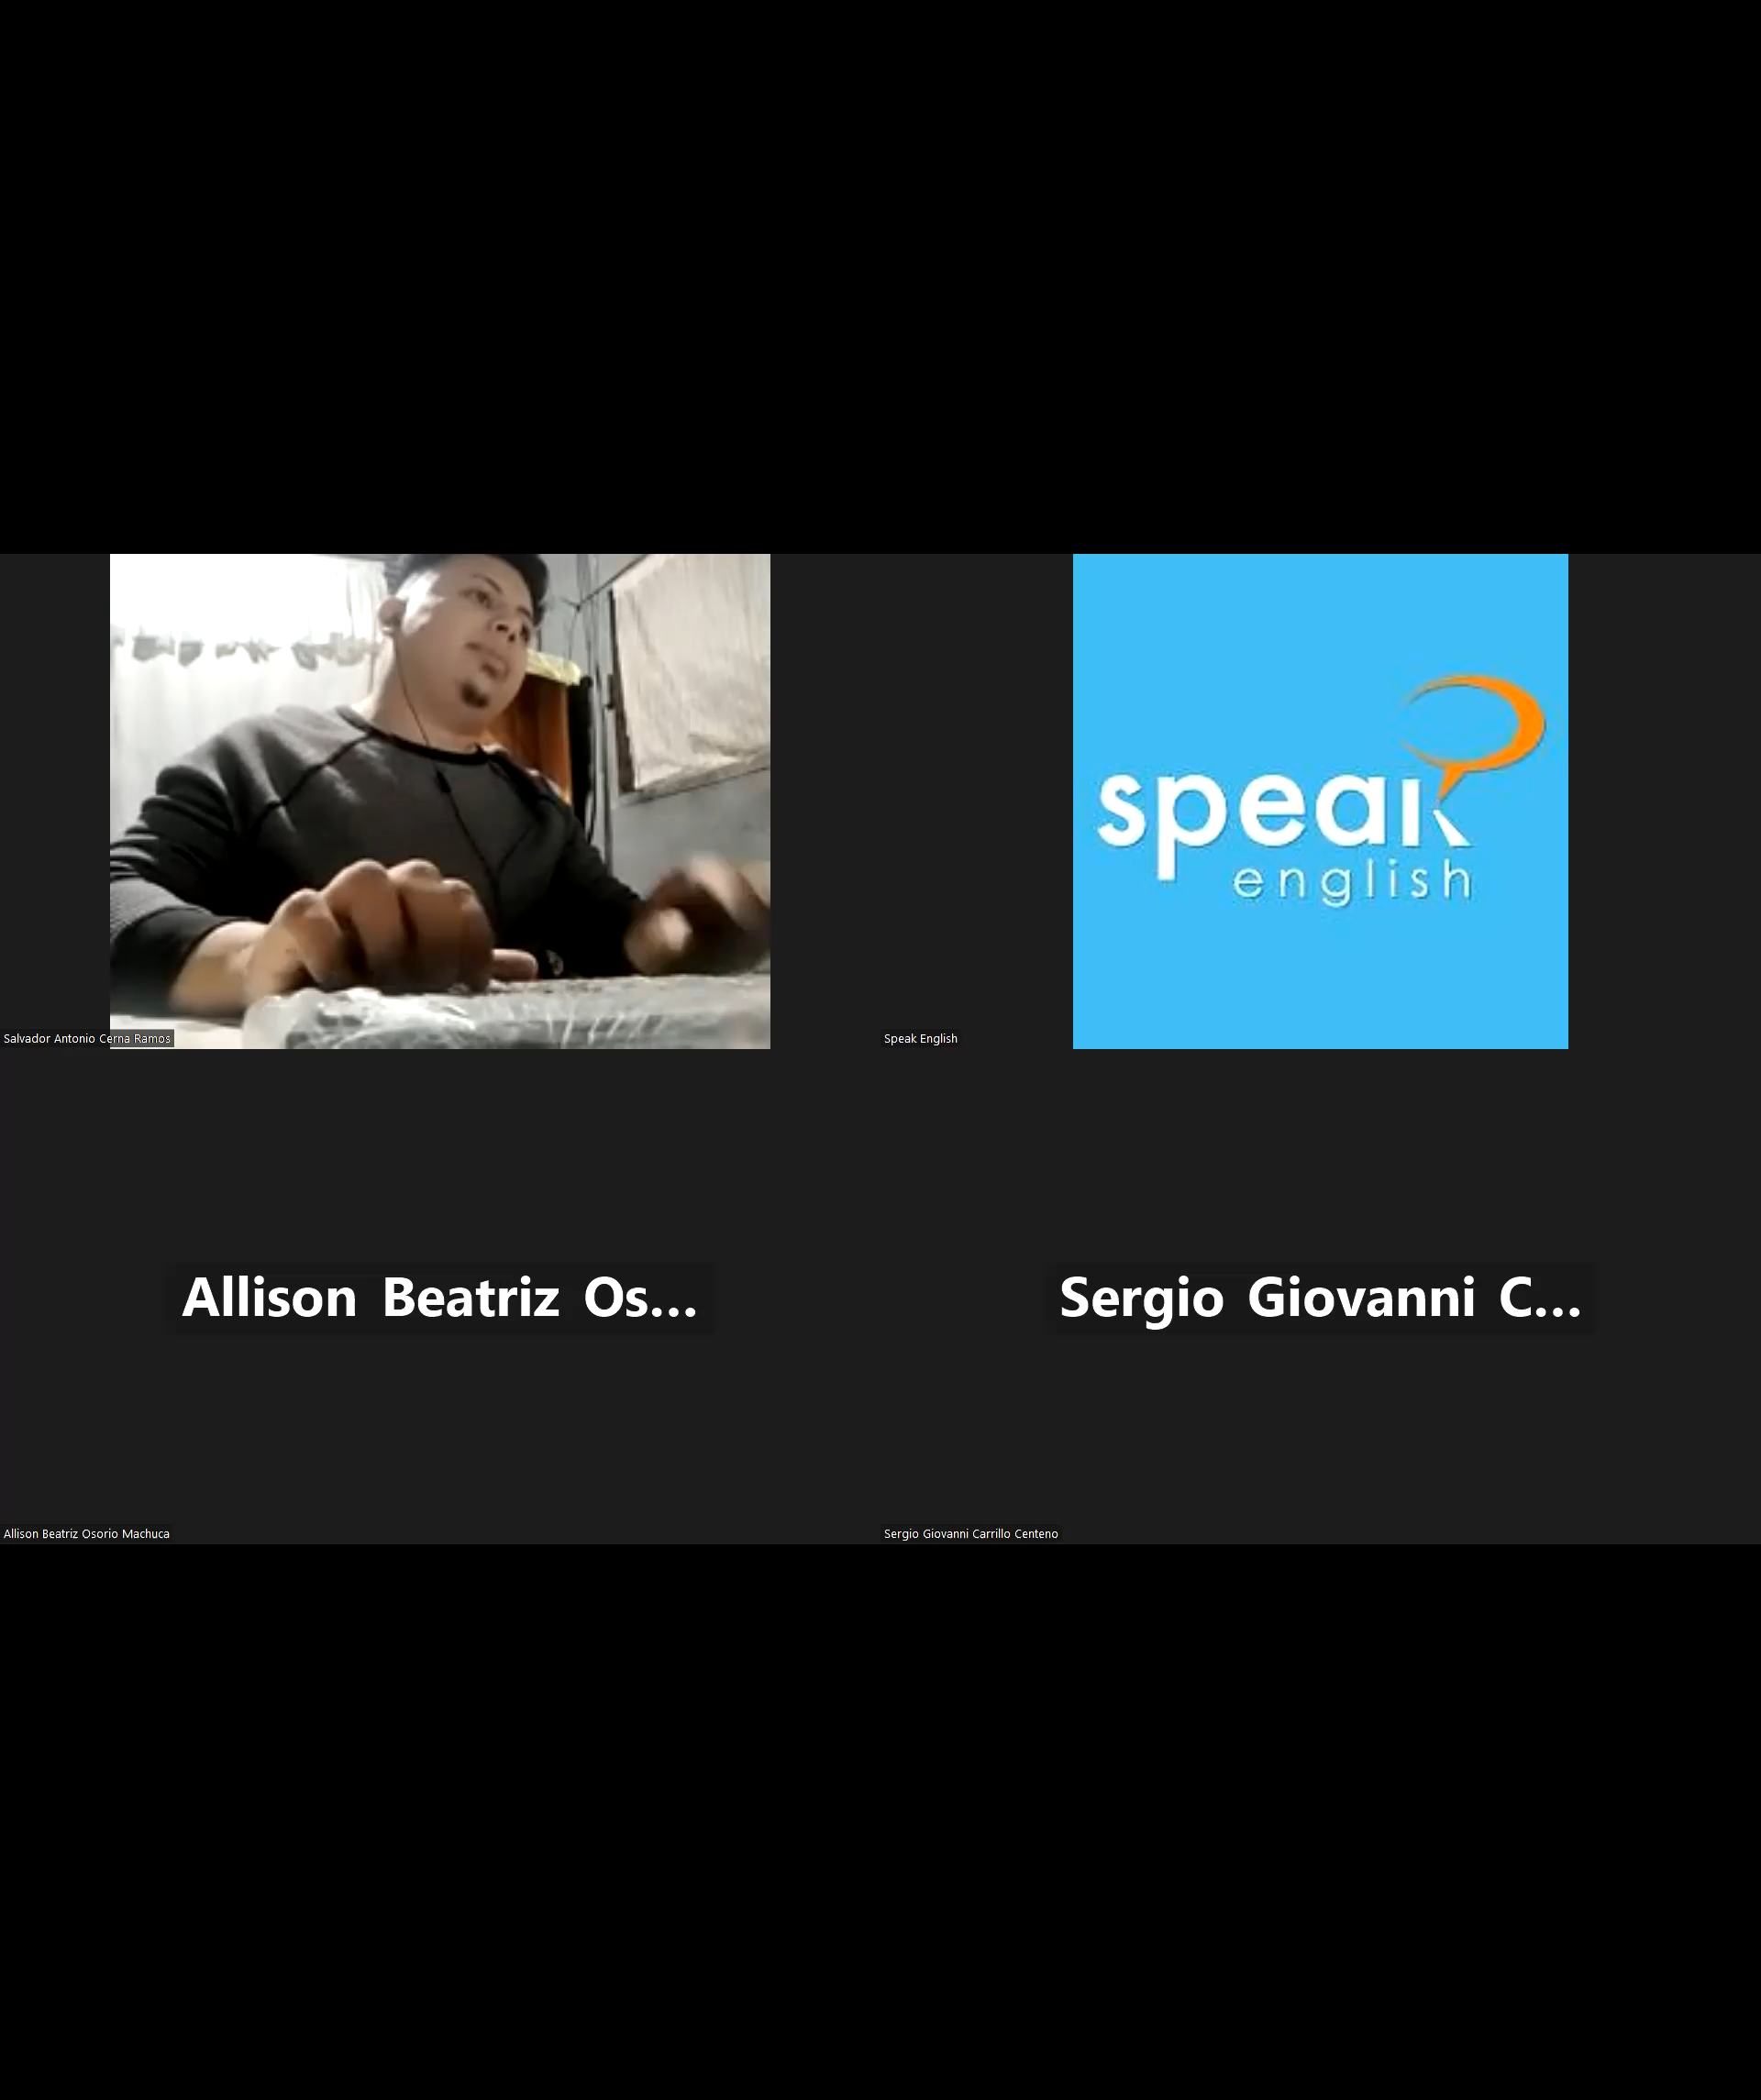 Salvador Antonio Cerna Ramos
speak
english
Speak English
Allison Beatriz Os...
Sergio Giovanni C...
Allison Beatriz Osorio Machuca
Sergio Giovanni Carrillo Centeno